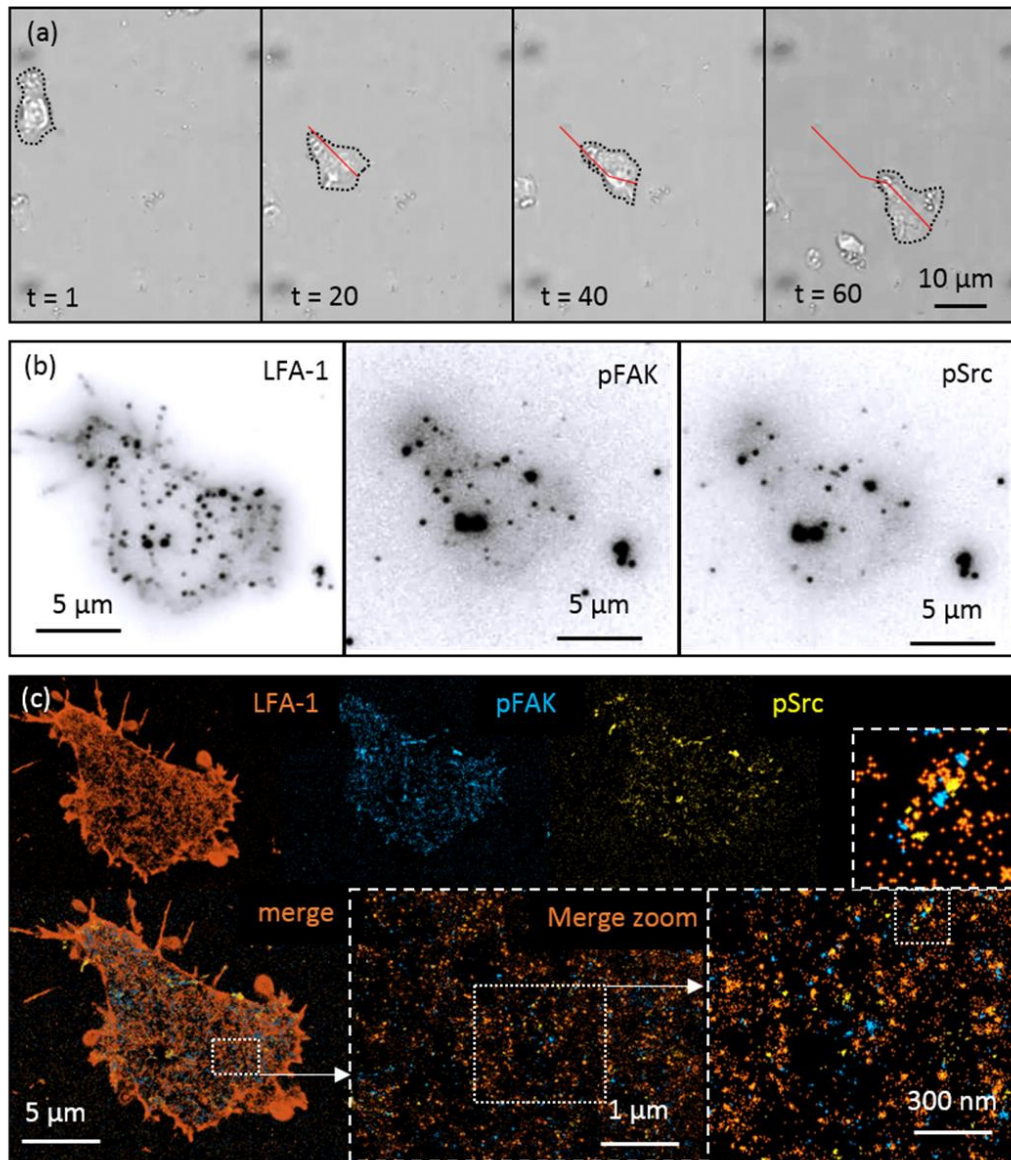 (a)
t = 1
t = 20
t = 40
t = 60
10 µm
(b)
LFA-1
pFAK
pSrc
5 µm
5 µm
5 µm
(c)
LFA-1
pFAK
pSrc
merge
Merge zoom
5 µm
1 µm
300 nm